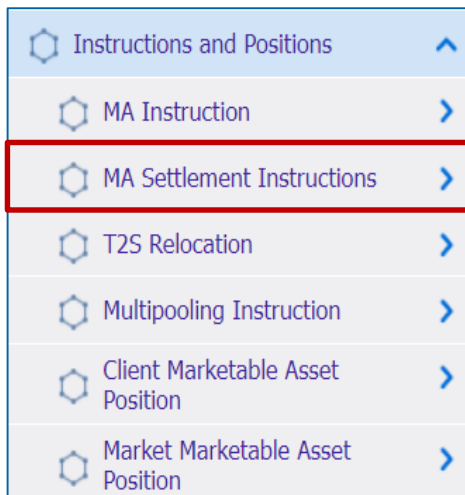 Instructions and Positions
MA Instruction
MA Settlement Instructions
T2S Relocation
Multipooling Instruction
Client Marketable Asset
Position
Market Marketable Asset
Position